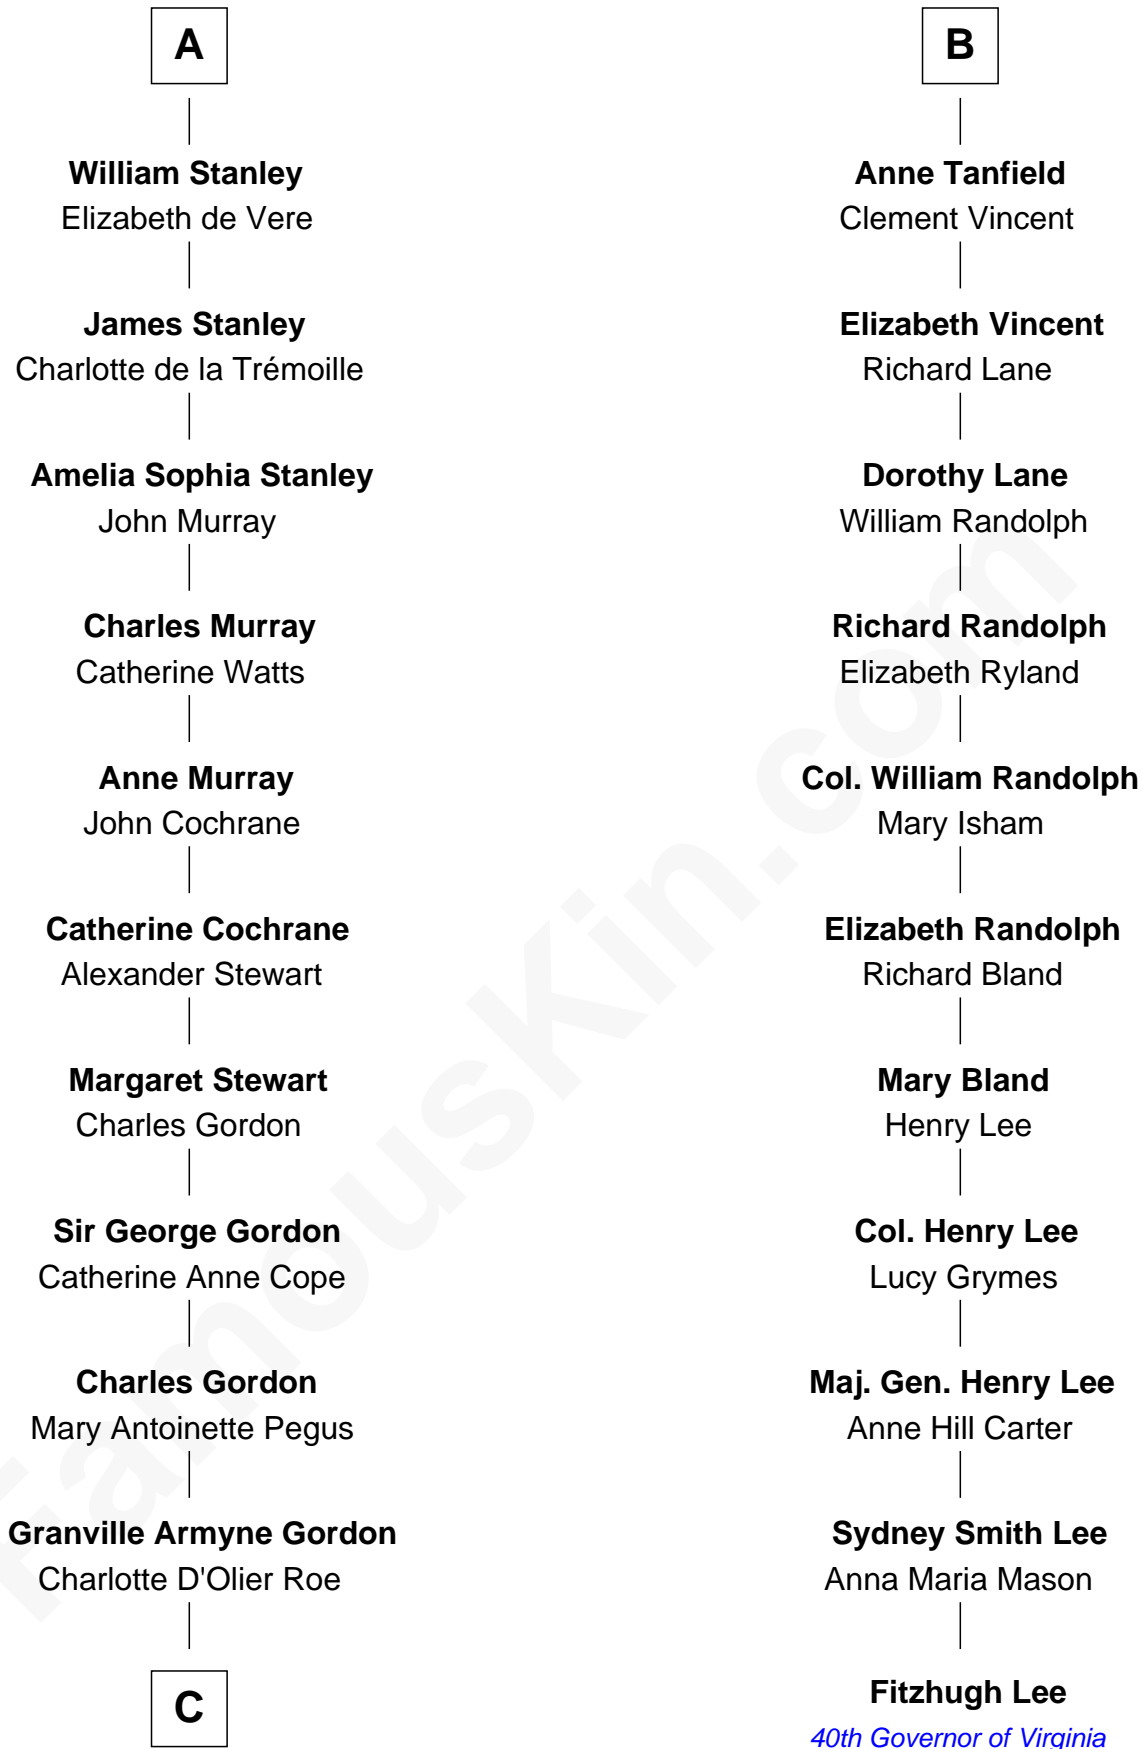 A
William Stanley
Elizabeth de Vere
James Stanley
Charlotte de la Trémoille
Amelia Sophia Stanley
John Murray
Charles Murray
Catherine Watts
Anne Murray
John Cochrane
Catherine Cochrane
Alexander Stewart
Margaret Stewart
Charles Gordon
Sir George Gordon
Catherine Anne Cope
Charles Gordon
Mary Antoinette Pegus
Granville Armyne Gordon
Charlotte D'Olier Roe
C
B
Anne Tanfield
Clement Vincent
Elizabeth Vincent
Richard Lane
Dorothy Lane
William Randolph
Richard Randolph
Elizabeth Ryland
Col. William Randolph
Mary Isham
Elizabeth Randolph
Richard Bland
Mary Bland
Henry Lee
Col. Henry Lee
Lucy Grymes
Maj. Gen. Henry Lee
Anne Hill Carter
Sydney Smith Lee
Anna Maria Mason
Fitzhugh Lee
40th Governor of Virginia
FamousKin.com